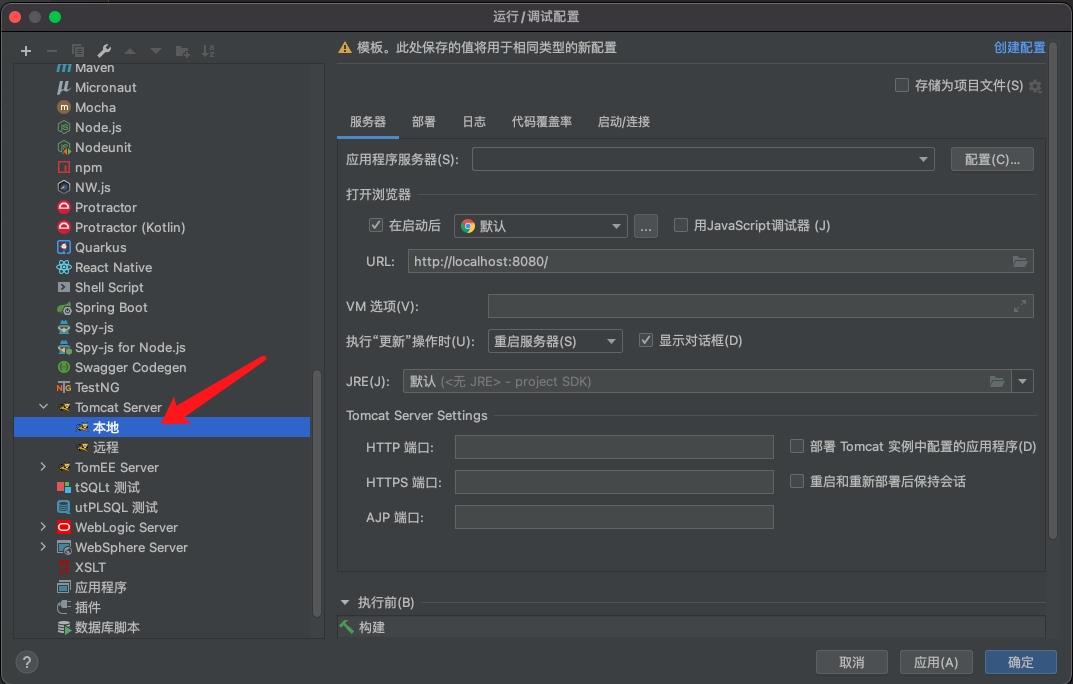 运行/调试配置
Maven
Micronaut
Mocha
Node.js
Nodeunit
npm
NW.js
Protractor
Protractor (Kotlin)
Quarkus
React Native
Shell Script
Spring Boot
Spy-js
Spy-js for Node.js
Swagger Codegen
TestNG
Tomcat Server
本地
远程
TomEE Server
tSQLt 测试
utPLSQL 测试
WebLogic Server
WebSphere Server
XSLT
应用程序
插件
数据库脚本
模板。此处保存的值将用于相同类型的新配置 创建配置
存储为项目文件(S)
服务器 部署 日志 代码覆盖率 启动/连接
应用程序服务器(S): 配置(C)...
打开浏览器
在启动后 默认 ... 用JavaScript调试器 (J)
URL: http://localhost:8080/
VM 选项(V):
执行“更新”操作时(U): 重启服务器(S) 显示对话框(D)
JRE(J): 默认 (<无 JRE> - project SDK)
Tomcat Server Settings
HTTP 端口: 部署 Tomcat 实例中配置的应用程序(D)
HTTPS 端口: 重启和重新部署后保持会话
AJP 端口:
执行前(B)
构建
? 取消 应用(A) 确定